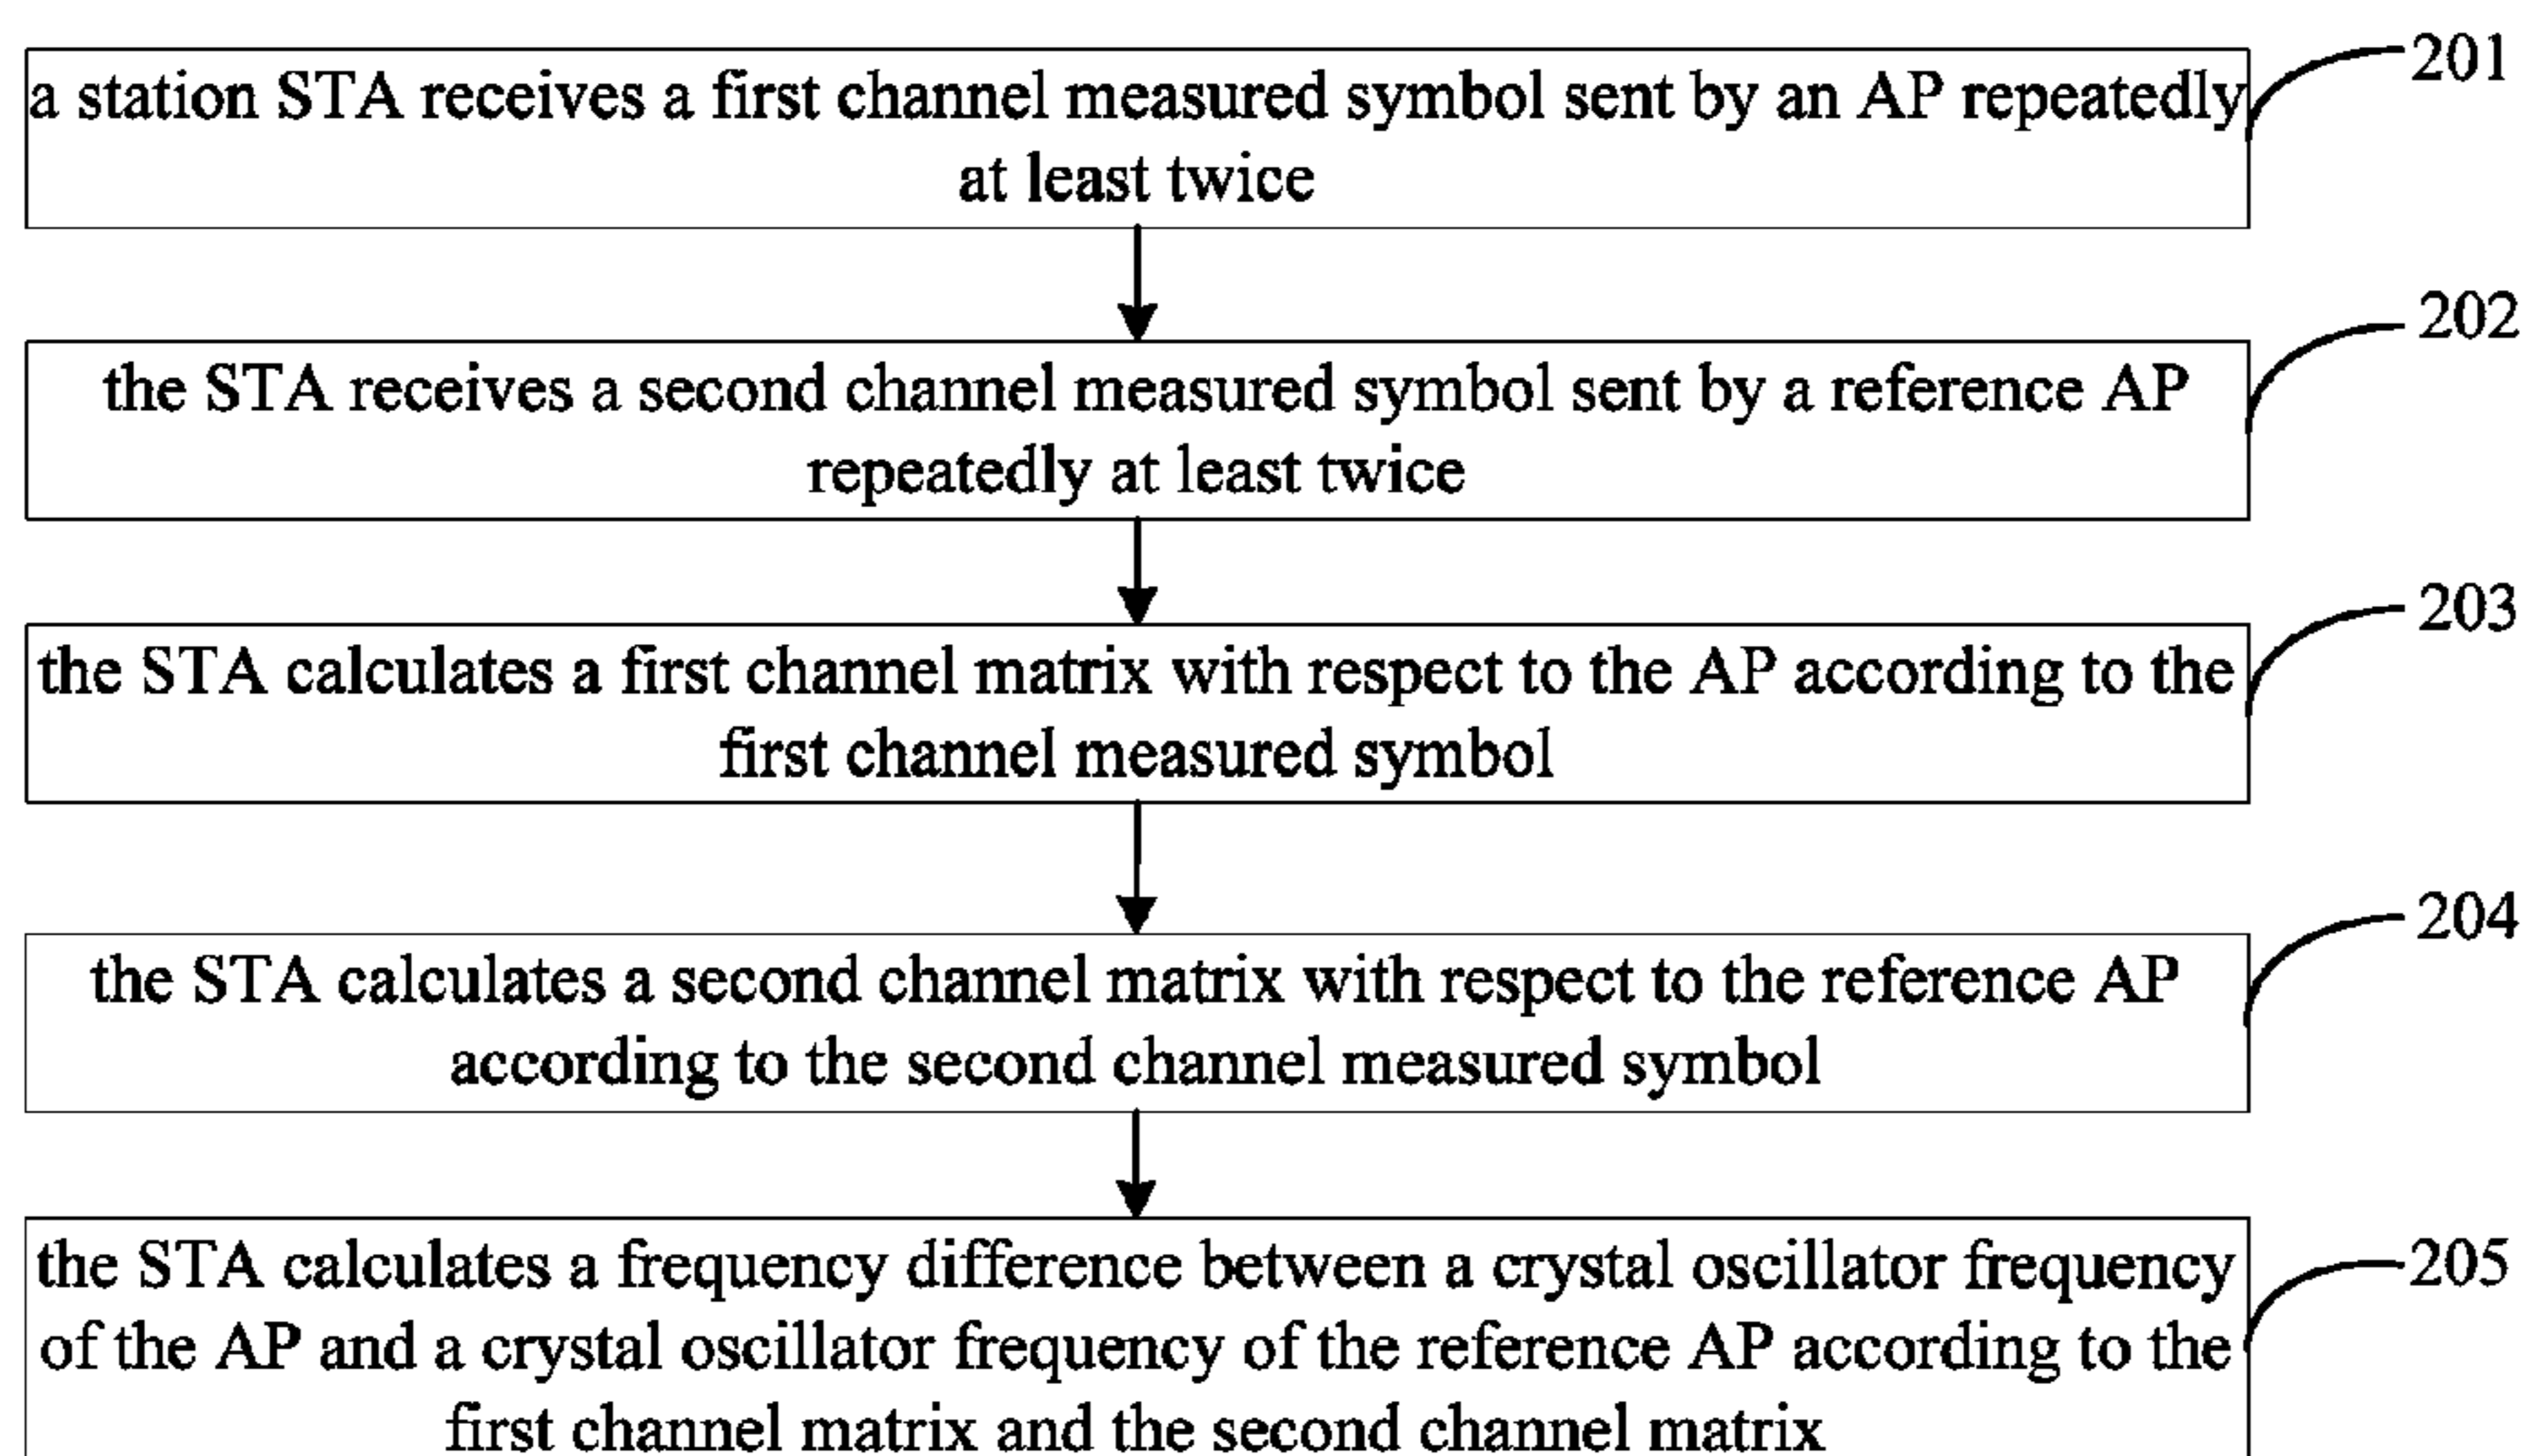 a station STA receives a first channel measured symbol sent by an AP repeatedly
at least twice
201
the STA receives a second channel measured symbol sent by a reference AP
repeatedly at least twice
202
the STA calculates a first channel matrix with respect to the AP according to the
first channel measured symbol
203
the STA calculates a second channel matrix with respect to the reference AP
according to the second channel measured symbol
204
the STA calculates a frequency difference between a crystal oscillator frequency
of the AP and a crystal oscillator frequency of the reference AP according to the
first channel matrix and the second channel matrix
205